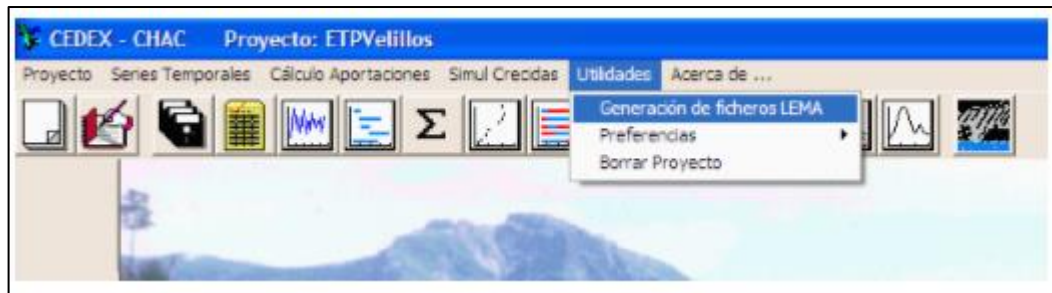 CEDEX - CHAC Proyecto: ETPVelillos
Proyecto Series Temporales Cálculo Aportaciones Simul Crecidas Utilidades Acerca de ...
Generación de ficheros LEMA
Preferencias
Borrar Proyecto
Σ